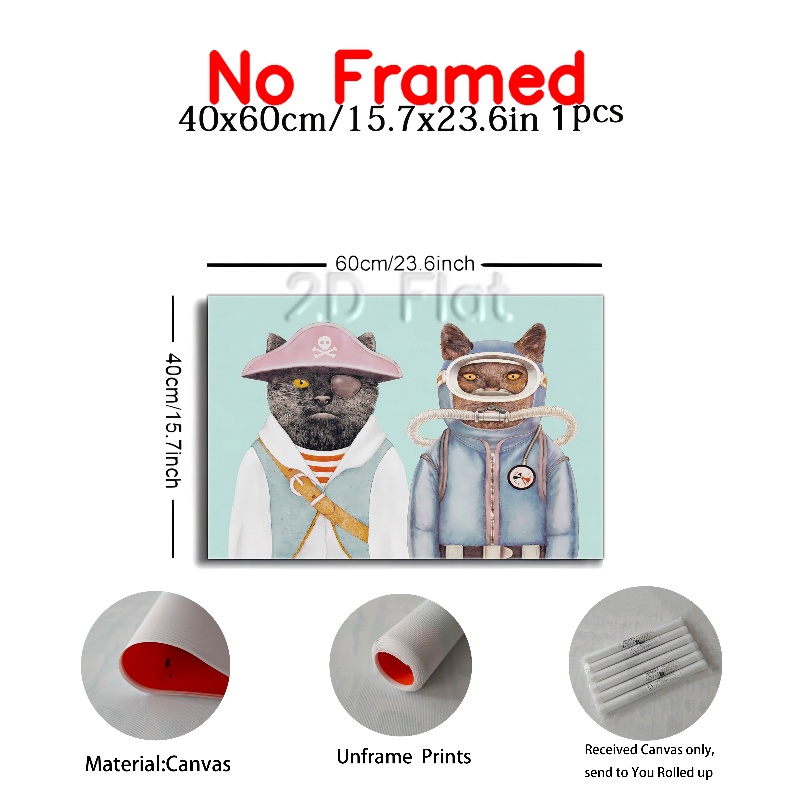 No Framed
40x60cm/15.7x23.6in 1pcs
60cm/23.6inch
2D Flat
40cm/15.7inch
Material:Canvas
Unframe Prints
Received Canvas only,
send to You Rolled up